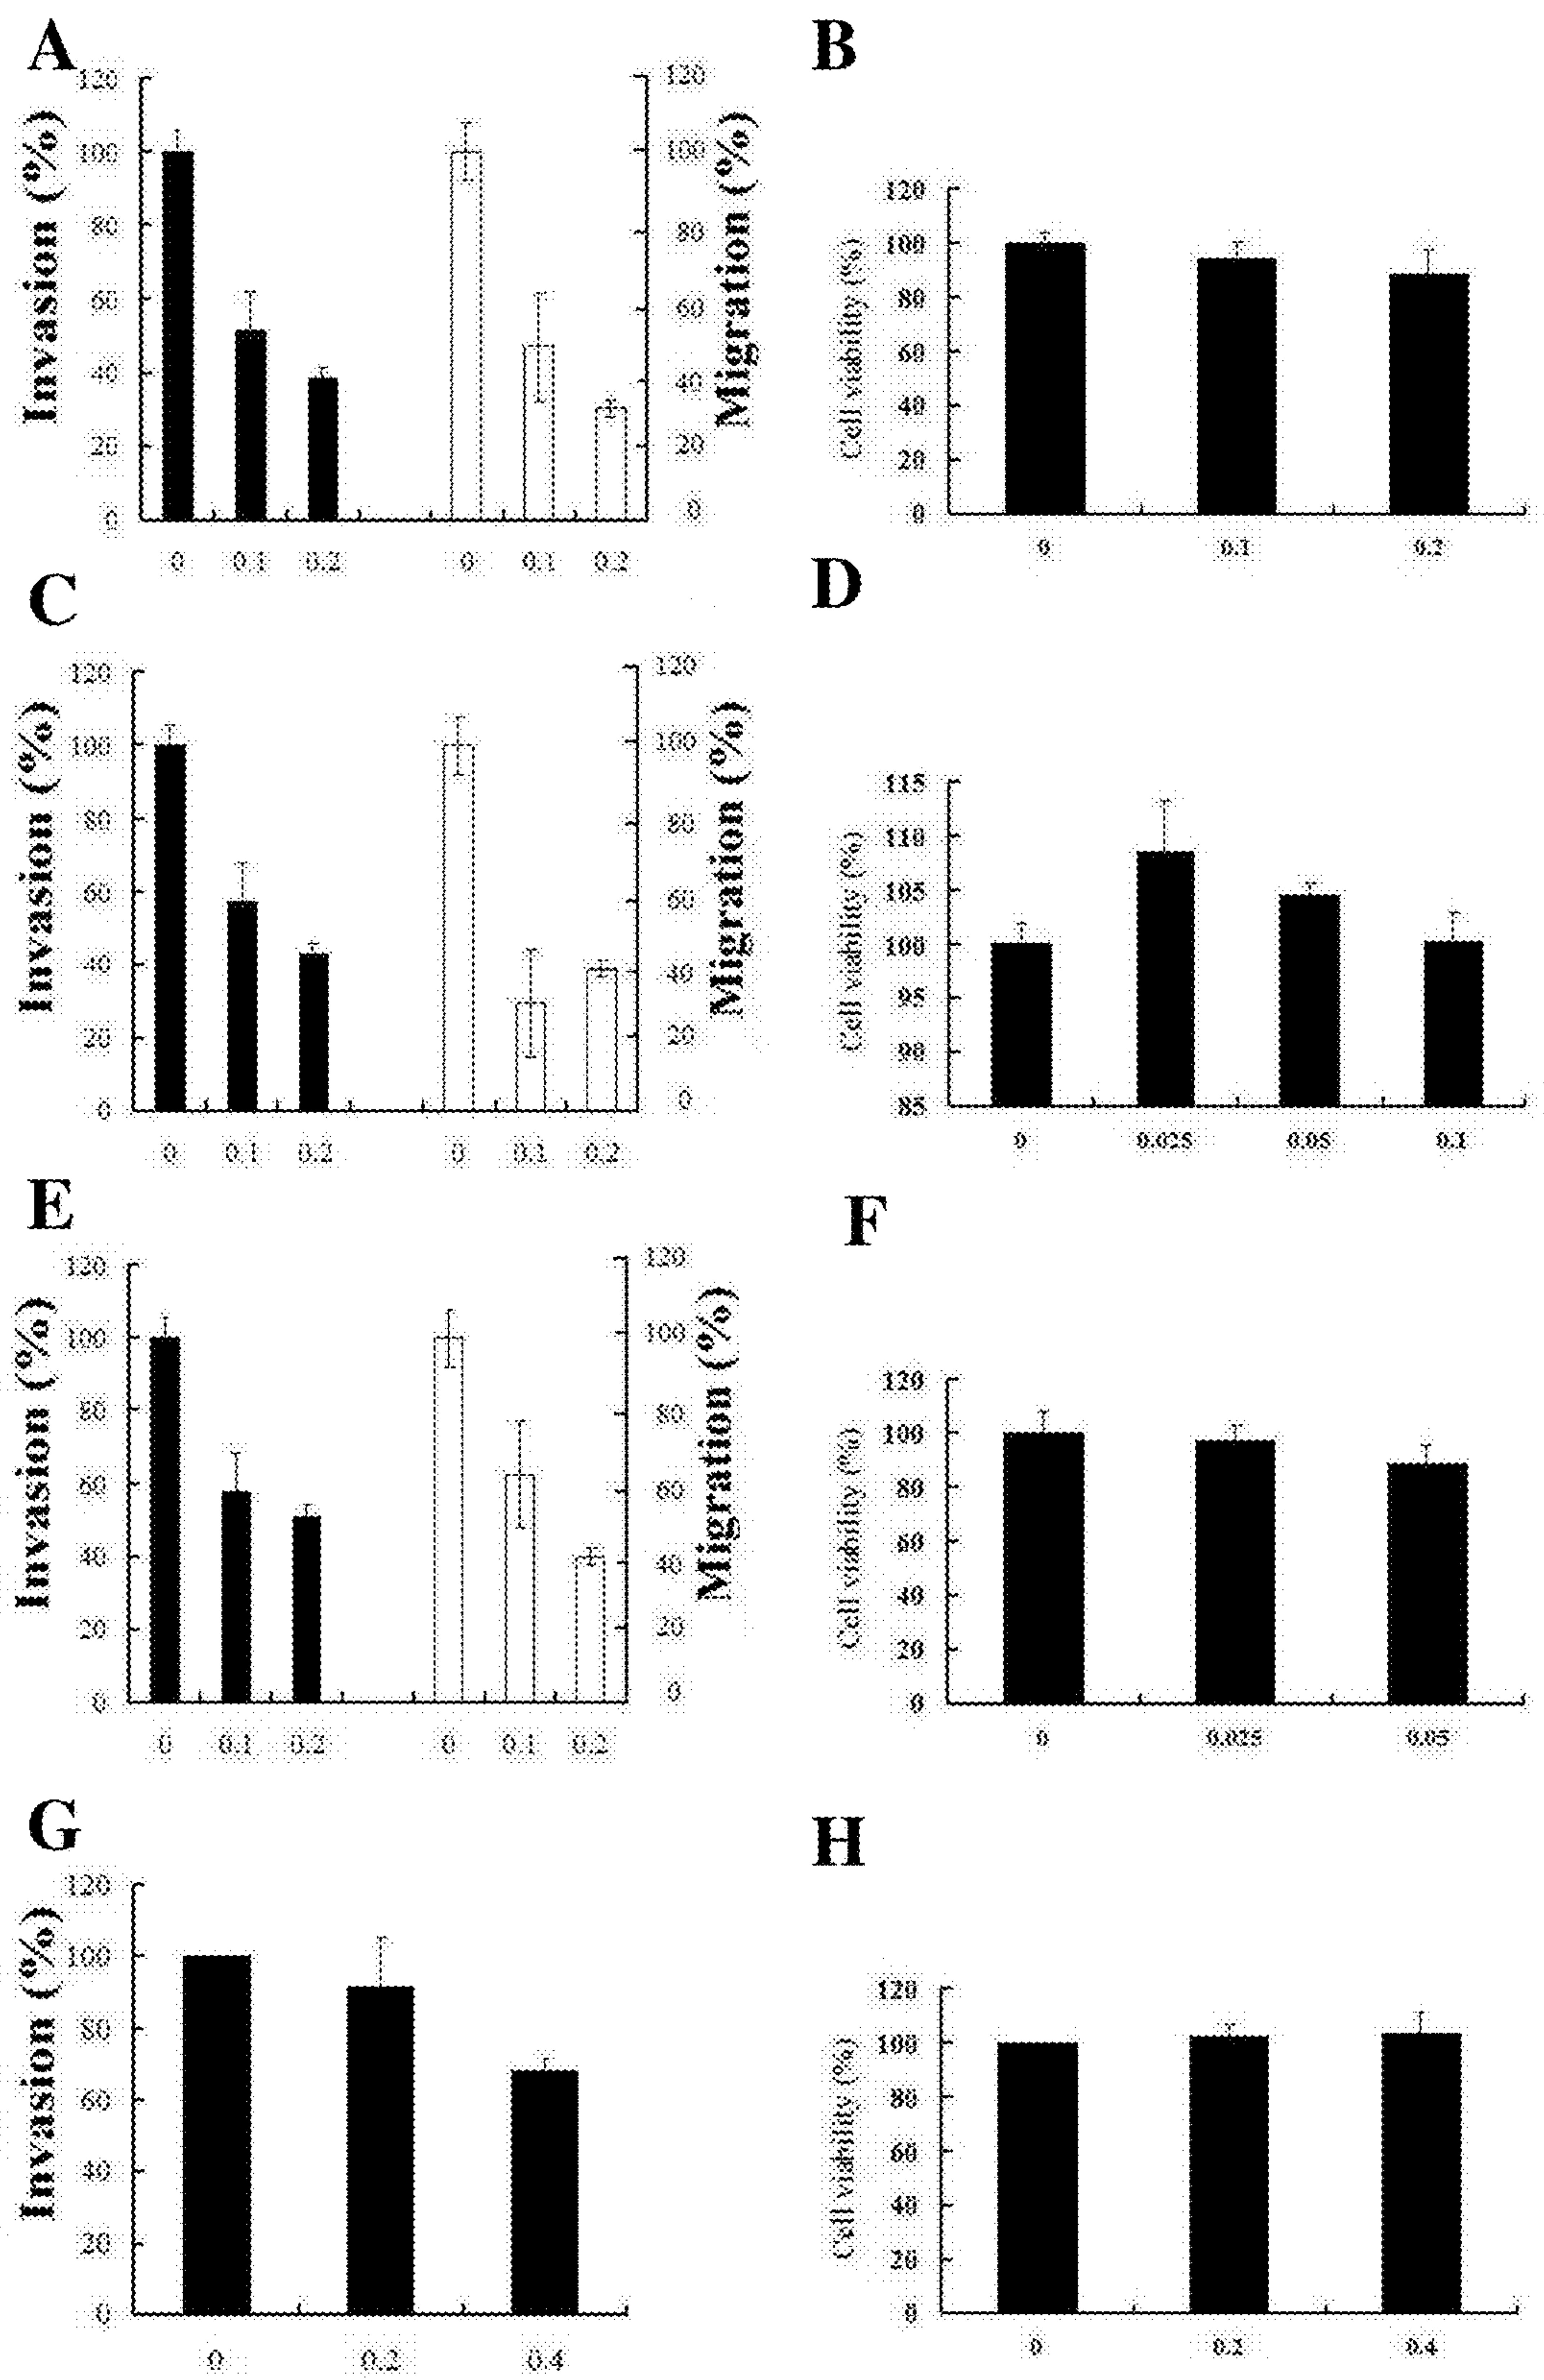 A
Invasion (%)
120
100
80
60
40
20
0
0 0.1 0.2 0 0.1 0.2
120
100
80
60
40
20
0
Migration (%)
B
Cell viability (%)
120
100
80
60
40
20
0
0 0.1 0.2
C
Invasion (%)
120
100
80
60
40
20
0
0 0.1 0.2 0 0.1 0.2
120
100
80
60
40
20
0
Migration (%)
D
Cell viability (%)
115
110
105
100
95
90
85
0 0.025 0.05 0.1
E
Invasion (%)
120
100
80
60
40
20
0
0 0.1 0.2 0 0.1 0.2
120
100
80
60
40
20
0
Migration (%)
F
Cell viability (%)
120
100
80
60
40
20
0
0 0.025 0.05
G
Invasion (%)
120
100
80
60
40
20
0
0 0.2 0.4
H
Cell viability (%)
120
100
80
60
40
20
0
0 0.2 0.4